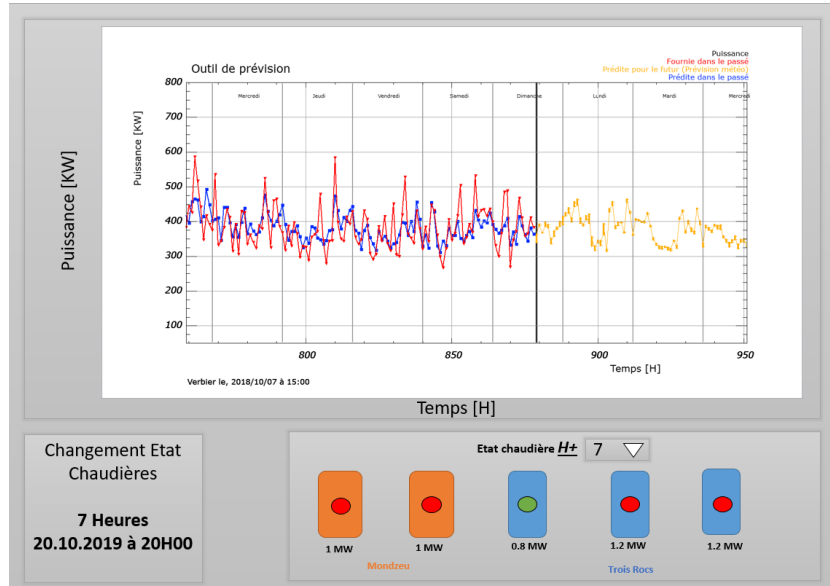 Puissance
Fournie dans le passé
Prédite pour le futur (Prévision météo)
Prédite dans le passé
Outil de prévision
800
700
600
500
400
300
200
100
Mercredi Jeudi Vendredi Samedi Dimanche Lundi Mardi Mercredi
Puissance [KW]
Puissance [KW]
800 850 900 950
Temps [H]
Verbier le, 2018/10/07 à 15:00
Temps [H]
Changement Etat
Chaudières
7 Heures
20.10.2019 à 20H00
Etat chaudière H+ 7
1 MW 1 MW 0.8 MW 1.2 MW 1.2 MW
Mondzeu Trois Rocs